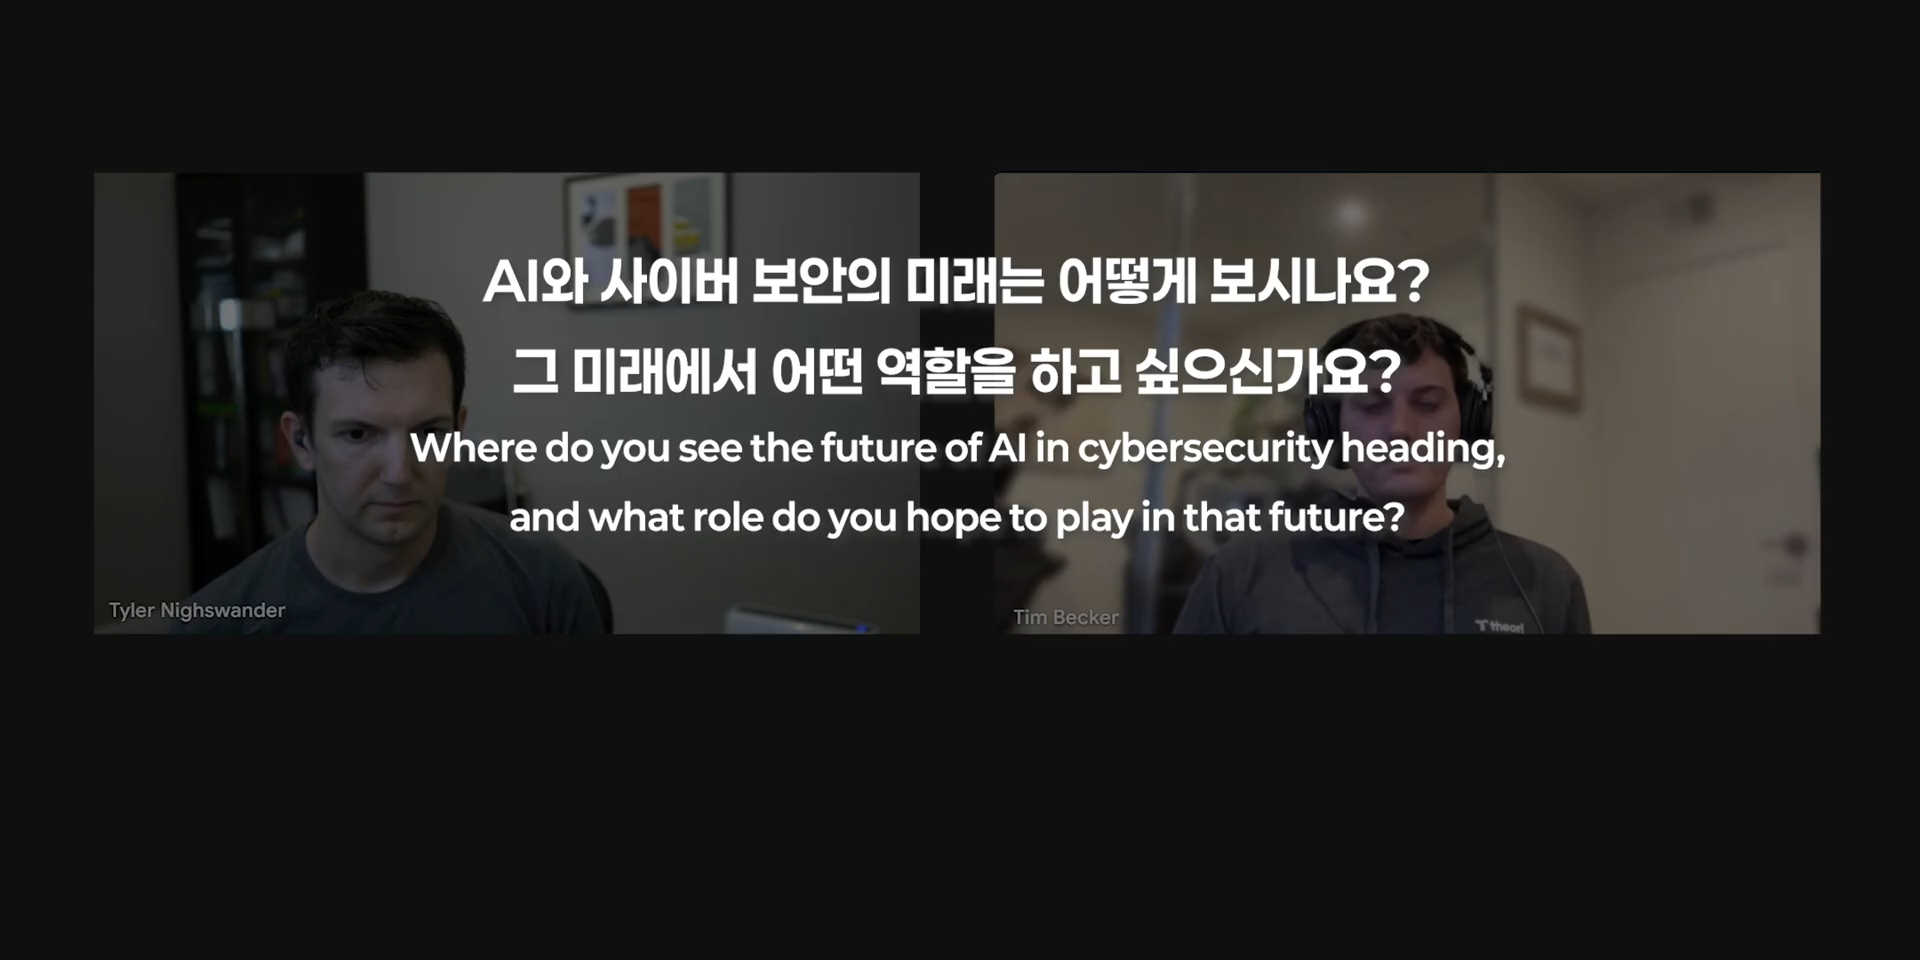 AI와 사이버 보안의 미래는 어떻게 보시나요?
그 미래에서 어떤 역할을 하고 싶으신가요?
Where do you see the future of AI in cybersecurity heading,
and what role do you hope to play in that future?
Tyler Nighswander
Tim Becker
theori